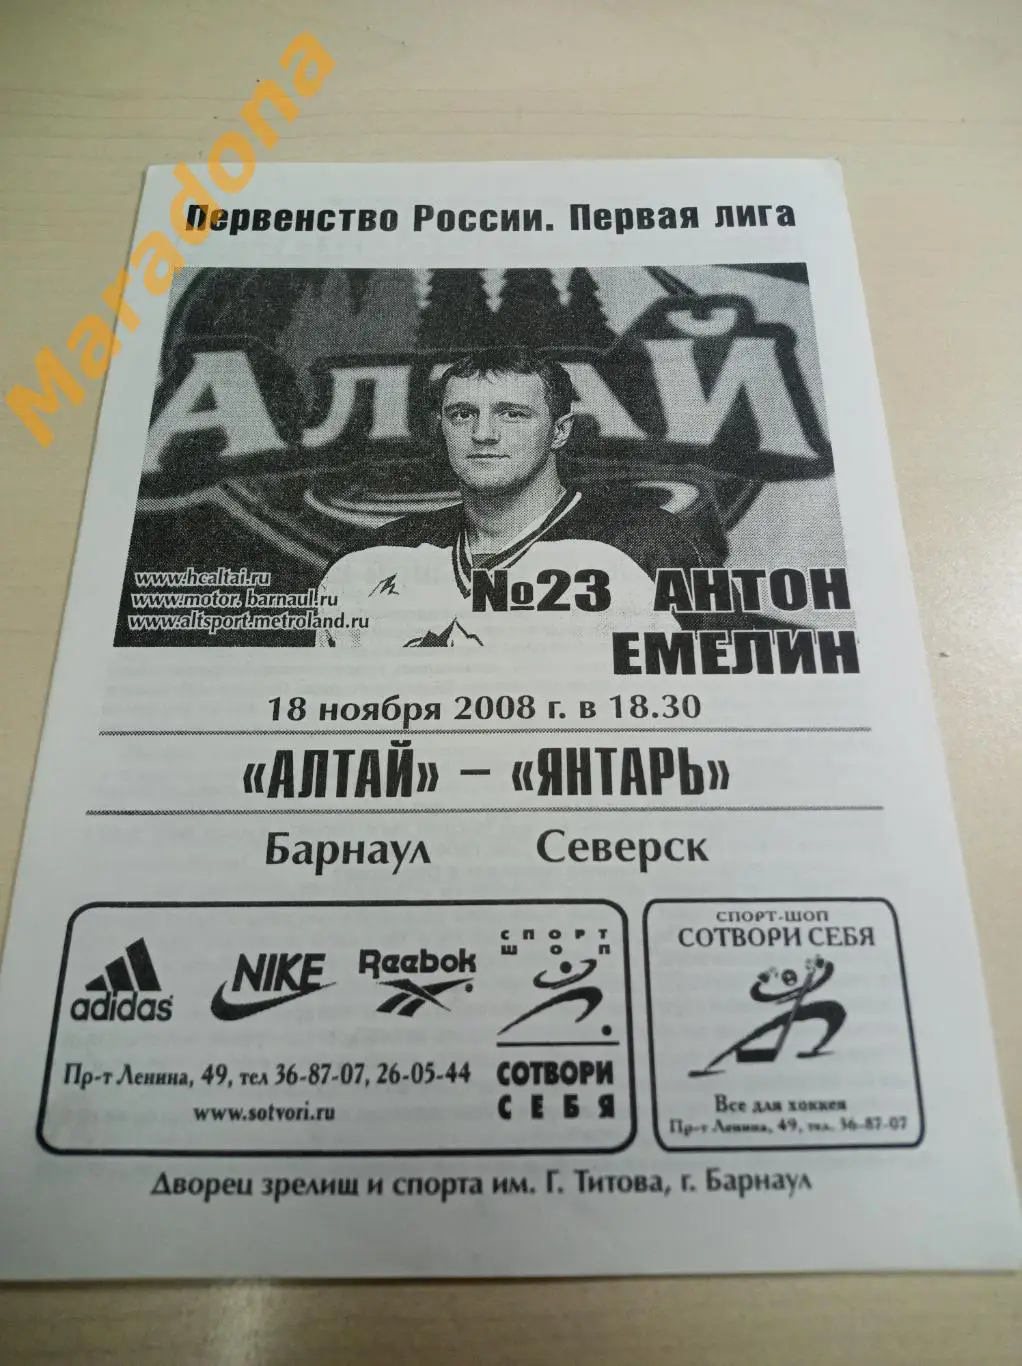 Maradona
Первенство России. Первая лига
АЛТАЙ
www.hcaltai.ru
www.motor.barnaul.ru
www.altsport.metroland.ru
№23 АНТОН
ЕМЕЛИН
18 ноября 2008 г. в 18.30
«АЛТАЙ» – «ЯНТАРЬ»
Барнаул Северск
adidas
NIKE
Reebok
СПОРТ
ШОП
СОТВОРИ
СЕБЯ
Пр-т Ленина, 49, тел 36-87-07, 26-05-44
www.sotvori.ru
СПОРТ-ШОП
СОТВОРИ СЕБЯ
Все для хоккея
Пр-т Ленина, 49, тел. 36-87-07
Дворец зрелищ и спорта им. Г. Титова, г. Барнаул